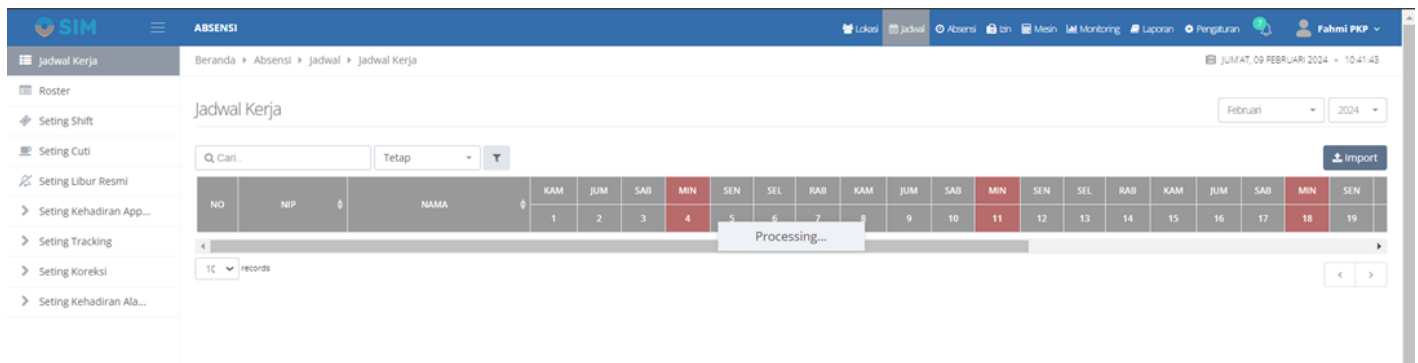 SIM
ABSENSI
Lokasi Jadwal Absensi Izin Mesin Monitoring Laporan Pengaturan 7 Fahmi PKP
Jadwal Kerja
Beranda Absensi Jadwal Jadwal Kerja
JUM'AT, 09 FEBRUARI 2024 10:41:43
Roster
Seting Shift
Seting Cuti
Seting Libur Resmi
Seting Kehadiran App...
Seting Tracking
Seting Koreksi
Seting Kehadiran Ala...
Jadwal Kerja
Februari 2024
Cari.. Tetap Import
NO NIP NAMA KAM JUM SAB MIN SEN SEL RAB KAM JUM SAB MIN SEN SEL RAB KAM JUM SAB MIN SEN
1 2 3 4 5 6 7 8 9 10 11 12 13 14 15 16 17 18 19
Processing...
10 records